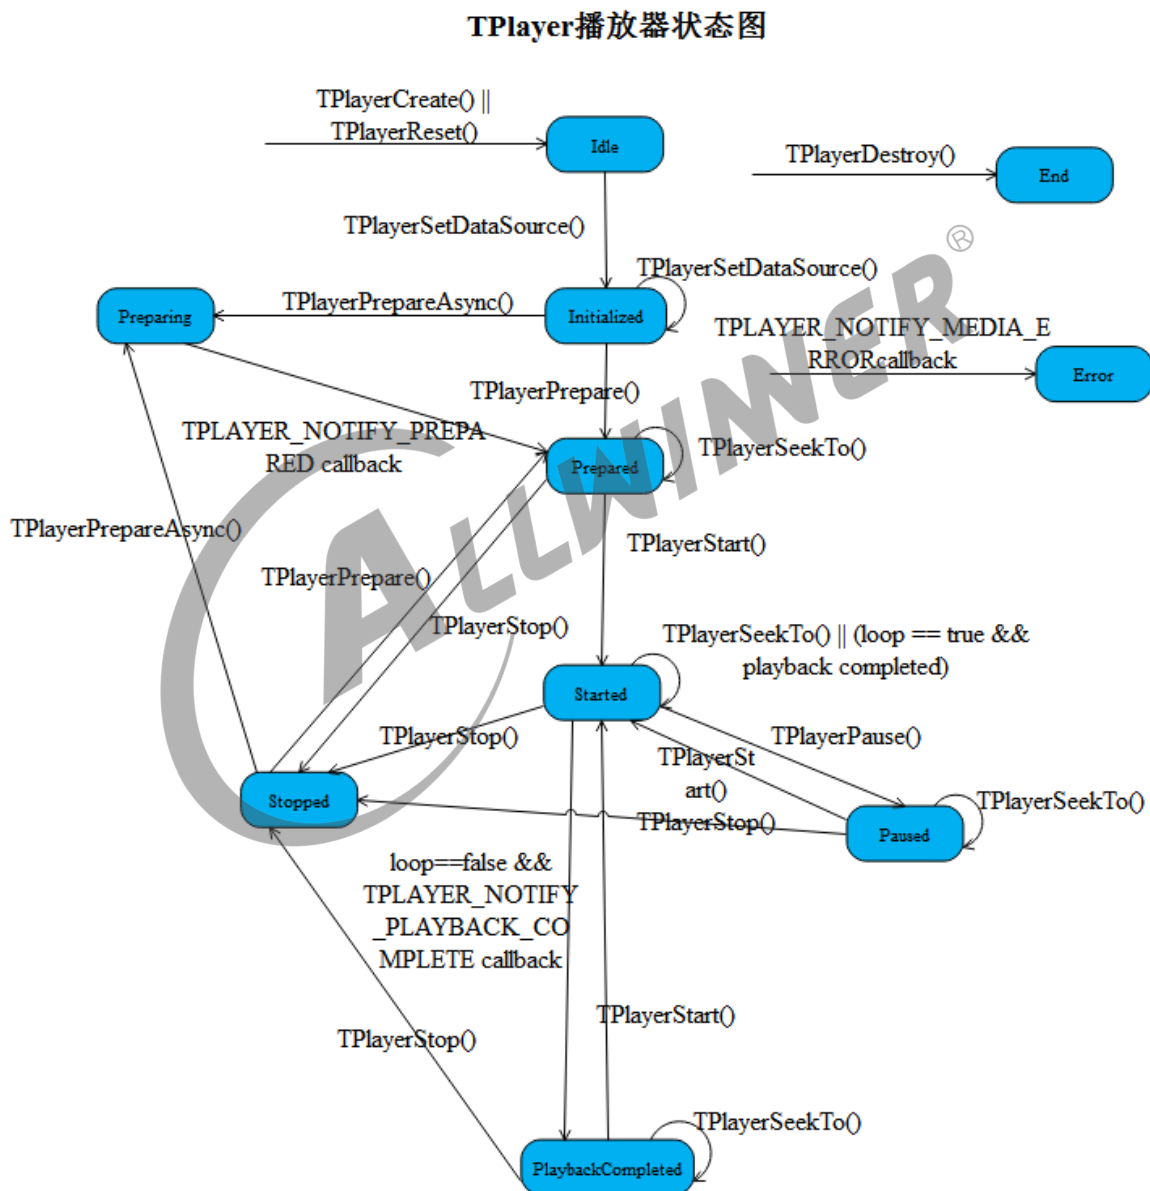 TPlayer播放器状态图
TPlayerCreate() ||
TPlayerReset()
Idle
TPlayerDestroy()
End
TPlayerSetDataSource()
®
TPlayerSetDataSource()
Preparing
TPlayerPrepareAsync()
Initialized
TPLAYER_NOTIFY_MEDIA_E
RRORcallback
Error
TPlayerPrepare()
TPLAYER_NOTIFY_PREPA
RED callback
Prepared
TPlayerSeekTo()
ALLWINNER
TPlayerPrepareAsync()
TPlayerStart()
TPlayerPrepare()
TPlayerStop()
TPlayerSeekTo() || (loop == true &&
playback completed)
Started
TPlayerStop()
TPlayerPause()
TPlayerSt
art()
Stopped
TPlayerStop()
TPlayerSeekTo()
Paused
loop==false &&
TPLAYER_NOTIFY
_PLAYBACK_CO
MPLETE callback
TPlayerStart()
TPlayerStop()
TPlayerSeekTo()
PlaybackCompleted